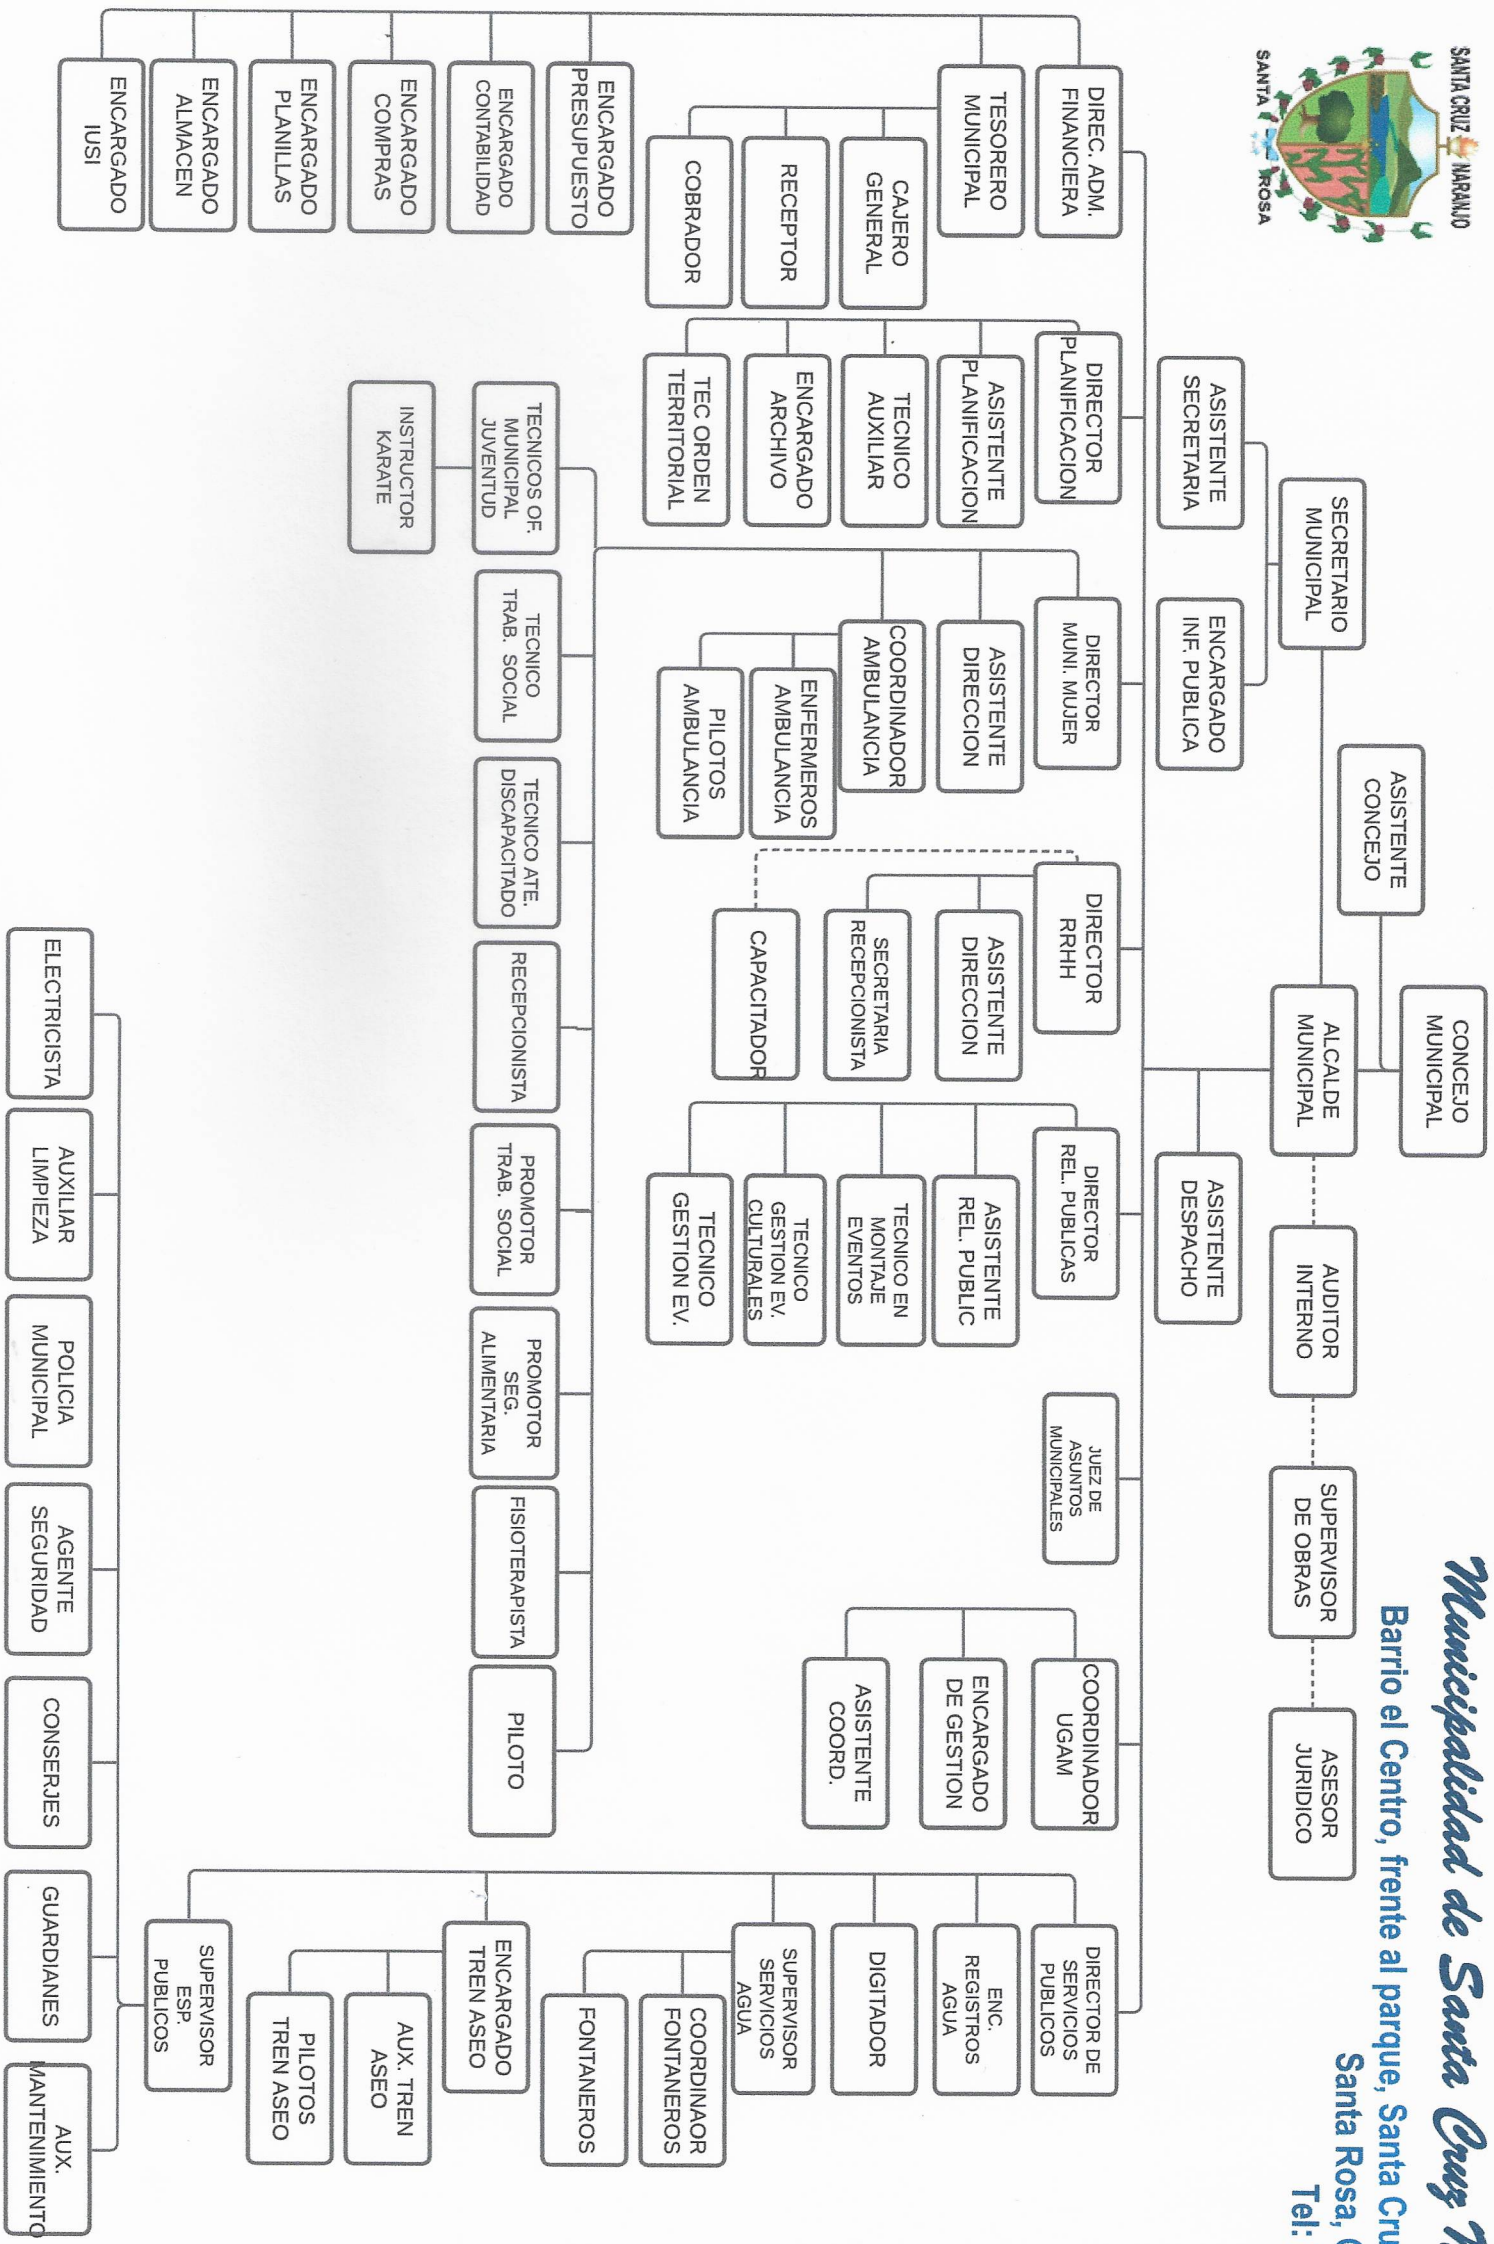 SANTA CRUZ NARANJO
SANTA ROSA
Municipalidad de Santa Cruz
Barrio el Centro, frente al parque, Santa Cru
Santa Rosa,
Tel:
CONCEJO
MUNICIPAL
ASISTENTE
CONCEJO
ALCALDE
MUNICIPAL
AUDITOR
INTERNO
SUPERVISOR
DE OBRAS
ASESOR
JURIDICO
SECRETARIO
MUNICIPAL
ASISTENTE
SECRETARIA
ENCARGADO
INF. PUBLICA
ASISTENTE
DESPACHO
DIREC. ADM.
FINANCIERA
TESORERO
MUNICIPAL
CAJERO
GENERAL
RECEPTOR
COBRADOR
ENCARGADO
PRESUPUESTO
ENCARGADO
CONTABILIDAD
ENCARGADO
COMPRAS
ENCARGADO
PLANILLAS
ENCARGADO
ALMACEN
ENCARGADO
IUSI
DIRECTOR
PLANIFICACION
ASISTENTE
PLANIFICACION
TECNICO
AUXILIAR
ENCARGADO
ARCHIVO
TEC ORDEN
TERRITORIAL
DIRECTOR
MUNI. MUJER
ASISTENTE
DIRECCION
COORDINADOR
AMBULANCIA
ENFERMEROS
AMBULANCIA
PILOTOS
AMBULANCIA
DIRECTOR
RRHH
ASISTENTE
DIRECCION
SECRETARIA
RECEPCIONISTA
CAPACITADOR
DIRECTOR
REL. PUBLICAS
ASISTENTE
REL. PUBLIC
TECNICO EN
MONTAJE
EVENTOS
TECNICO
GESTION EV.
CULTURALES
TECNICO
GESTION EV.
JUEZ DE
ASUNTOS
MUNICIPALES
COORDINADOR
UGAM
ENCARGADO
DE GESTION
ASISTENTE
COORD.
DIRECTOR DE
SERVICIOS
PUBLICOS
ENC.
REGISTROS
AGUA
DIGITADOR
SUPERVISOR
SERVICIOS
AGUA
COORDINAOR
FONTANEROS
FONTANEROS
ENCARGADO
TREN ASEO
AUX. TREN
ASEO
PILOTOS
TREN ASEO
SUPERVISOR
ESP.
PUBLICOS
TECNICOS OF.
MUNICIPAL
JUVENTUD
INSTRUCTOR
KARATE
TECNICO
TRAB. SOCIAL
TECNICO ATE.
DISCAPACITADO
RECEPCIONISTA
PROMOTOR
TRAB. SOCIAL
PROMOTOR
SEG.
ALIMENTARIA
FISIOTERAPISTA
PILOTO
ELECTRICISTA
AUXILIAR
LIMPIEZA
POLICIA
MUNICIPAL
AGENTE
SEGURIDAD
CONSERJES
GUARDIANES
AUX.
MANTENIMIENTO